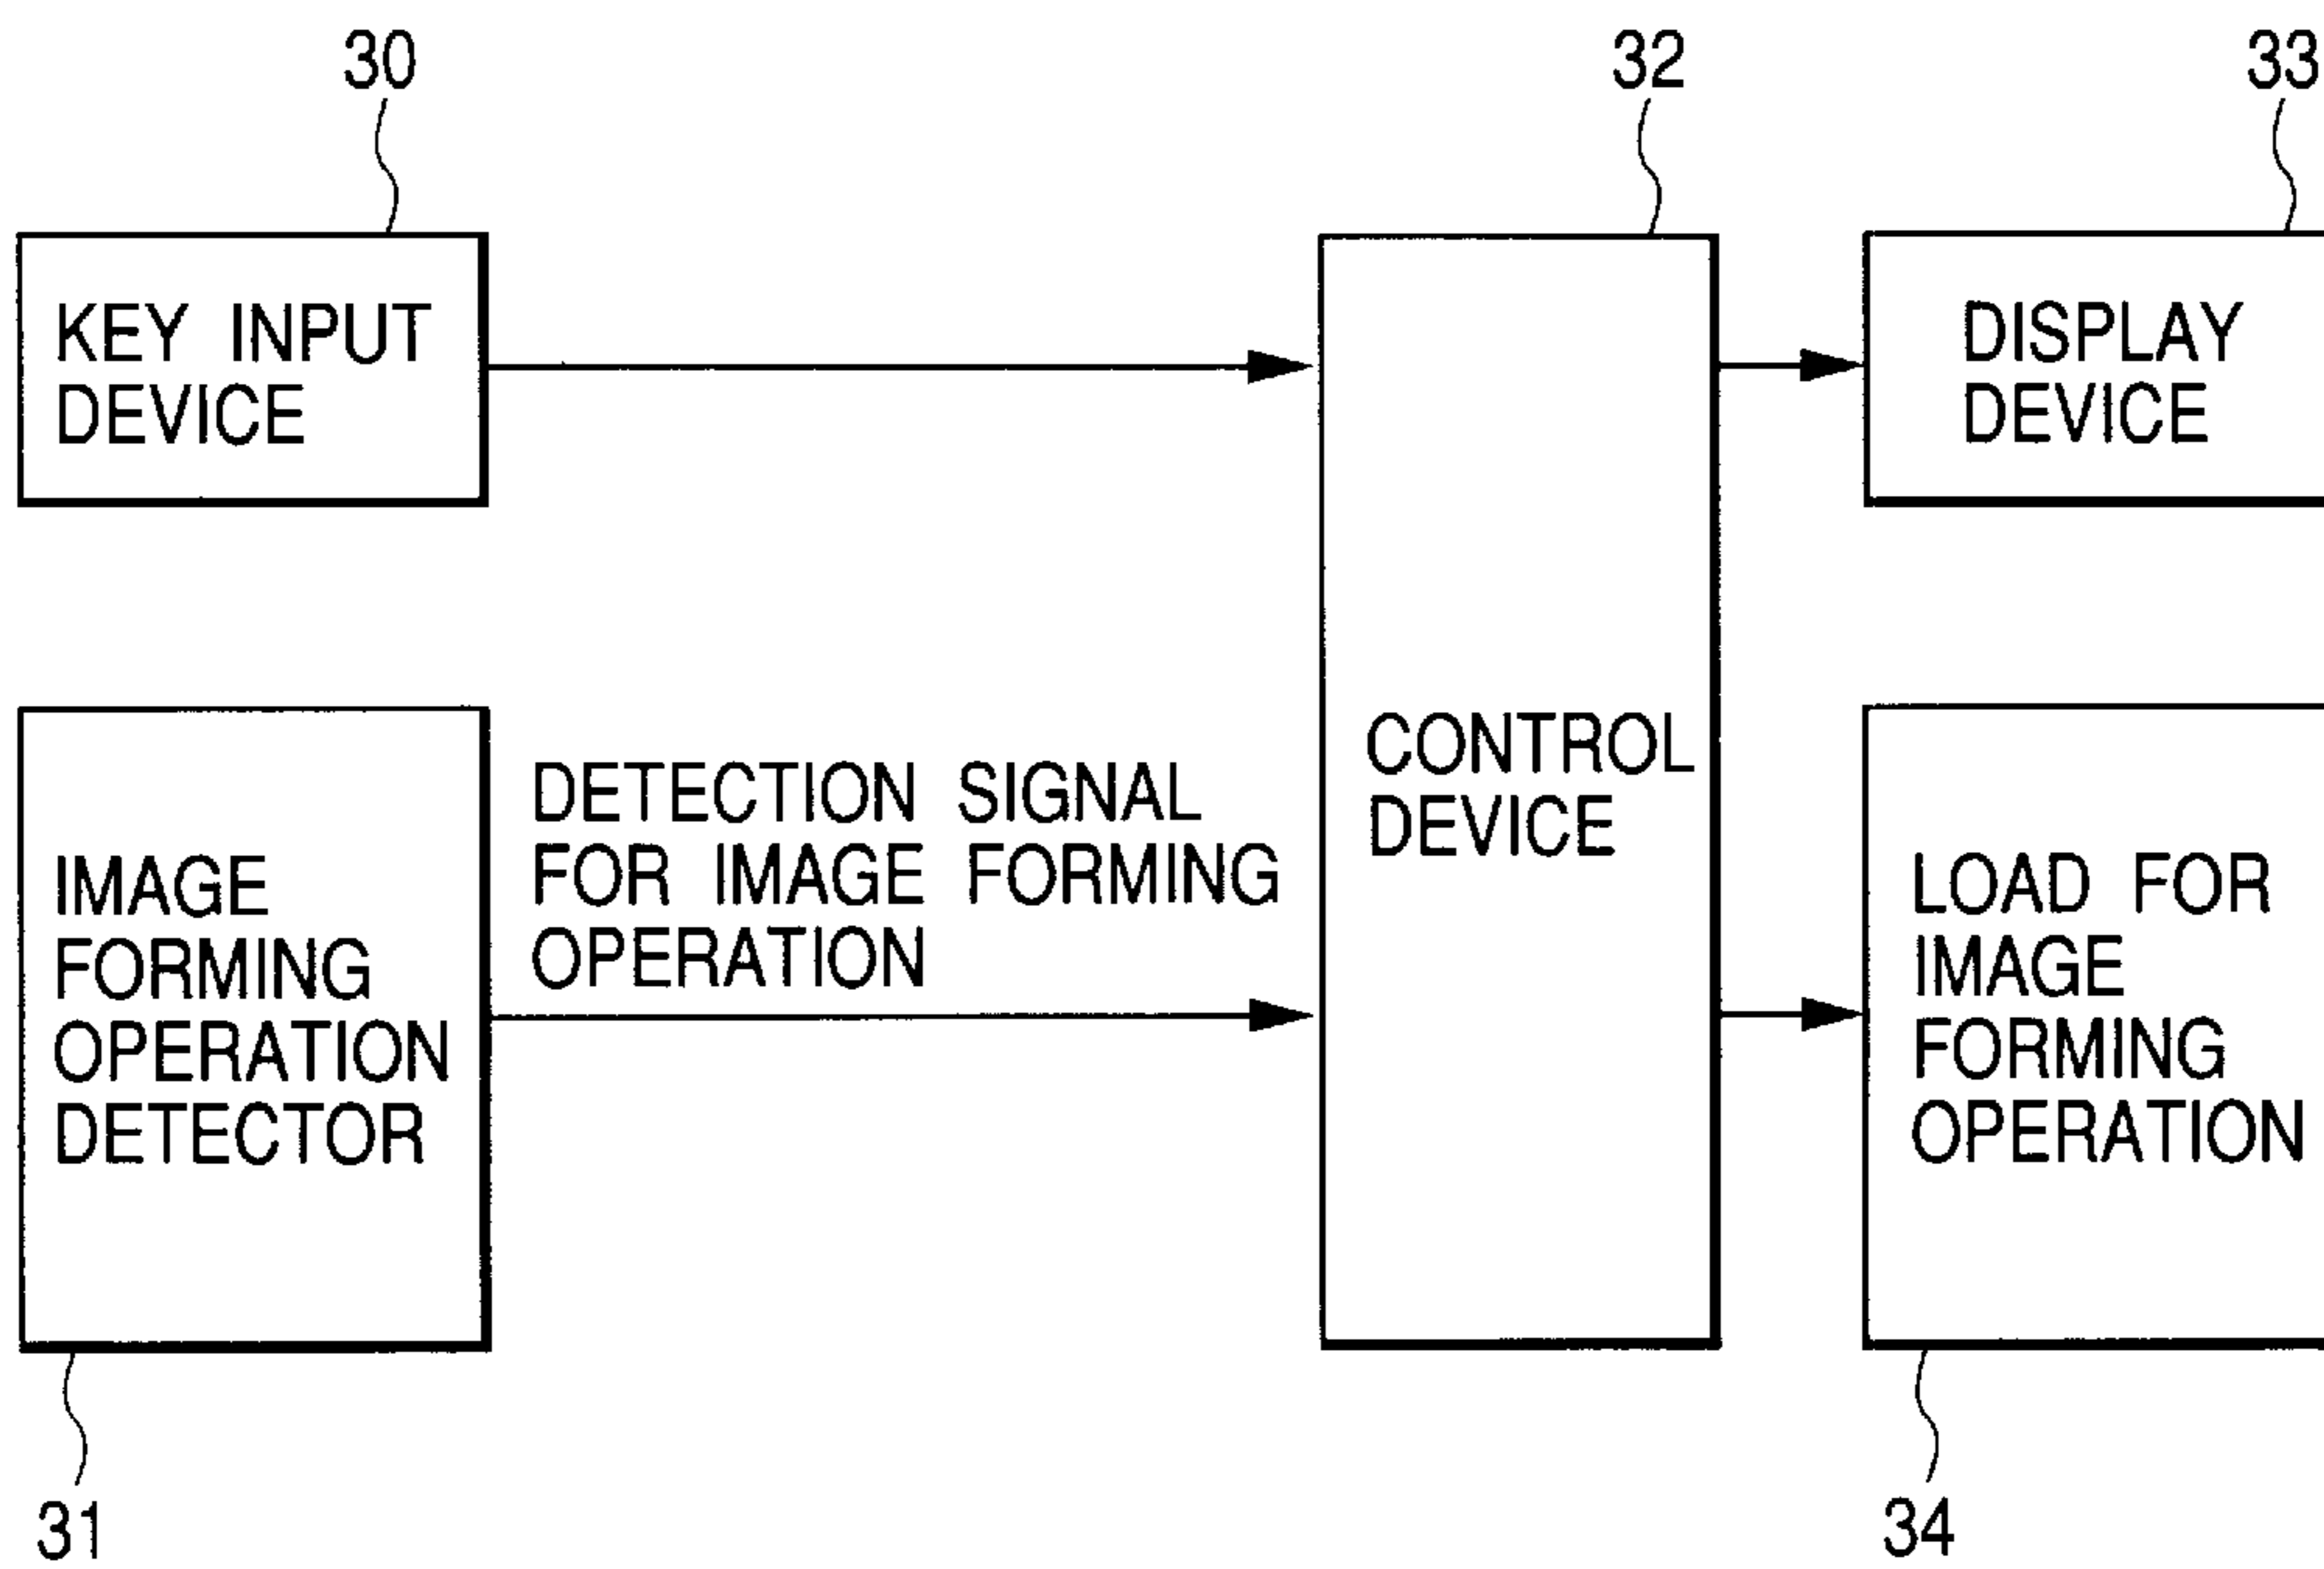 30
32
33
KEY INPUT
DEVICE
DISPLAY
DEVICE
IMAGE
FORMING
OPERATION
DETECTOR
DETECTION SIGNAL
FOR IMAGE FORMING
OPERATION
CONTROL
DEVICE
LOAD FOR
IMAGE
FORMING
OPERATION
31
34